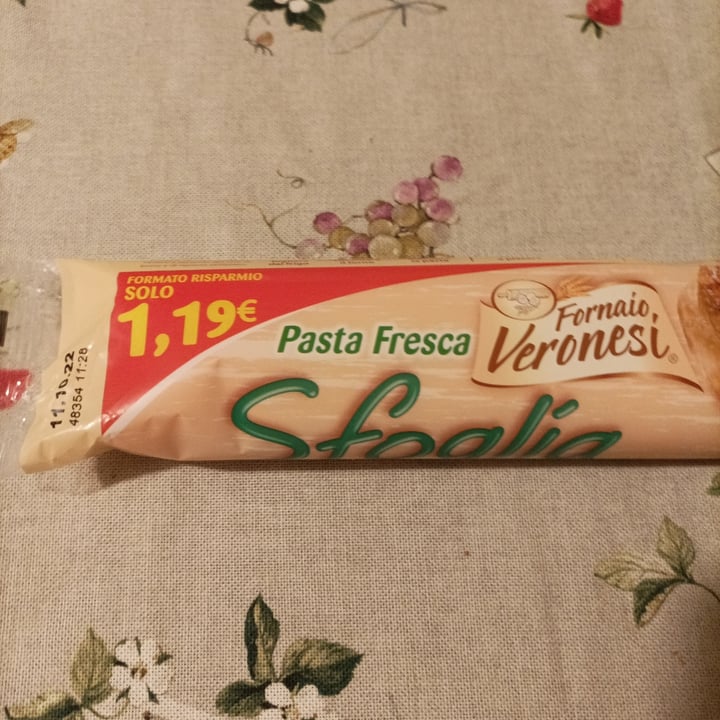 FORMATO RISPARMIO
SOLO
1,19€
Pasta Fresca
Fornaio
Veronesi®
Sfoglia
11.10.22
48354 11:28